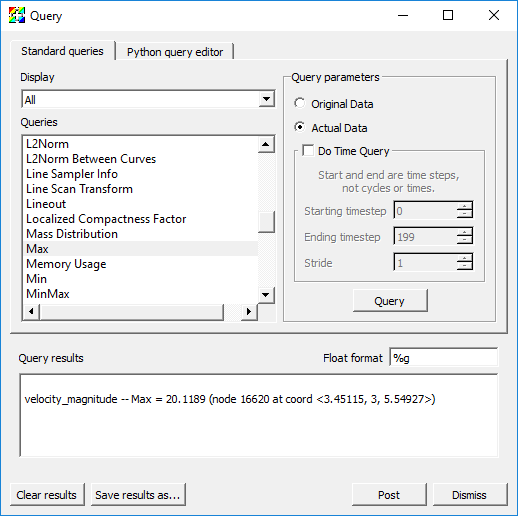 Query
Standard queries
Python query editor
Display
All
Queries
L2Norm
L2Norm Between Curves
Line Sampler Info
Line Scan Transform
Lineout
Localized Compactness Factor
Mass Distribution
Max
Memory Usage
Min
MinMax
Query parameters
Original Data
Actual Data
Do Time Query
Start and end are time steps,
not cycles or times.
Starting timestep 0
Ending timestep 199
Stride 1
Query
Query results
Float format %g
velocity_magnitude -- Max = 20.1189 (node 16620 at coord <3.45115, 3, 5.54927>)
Clear results Save results as... Post Dismiss